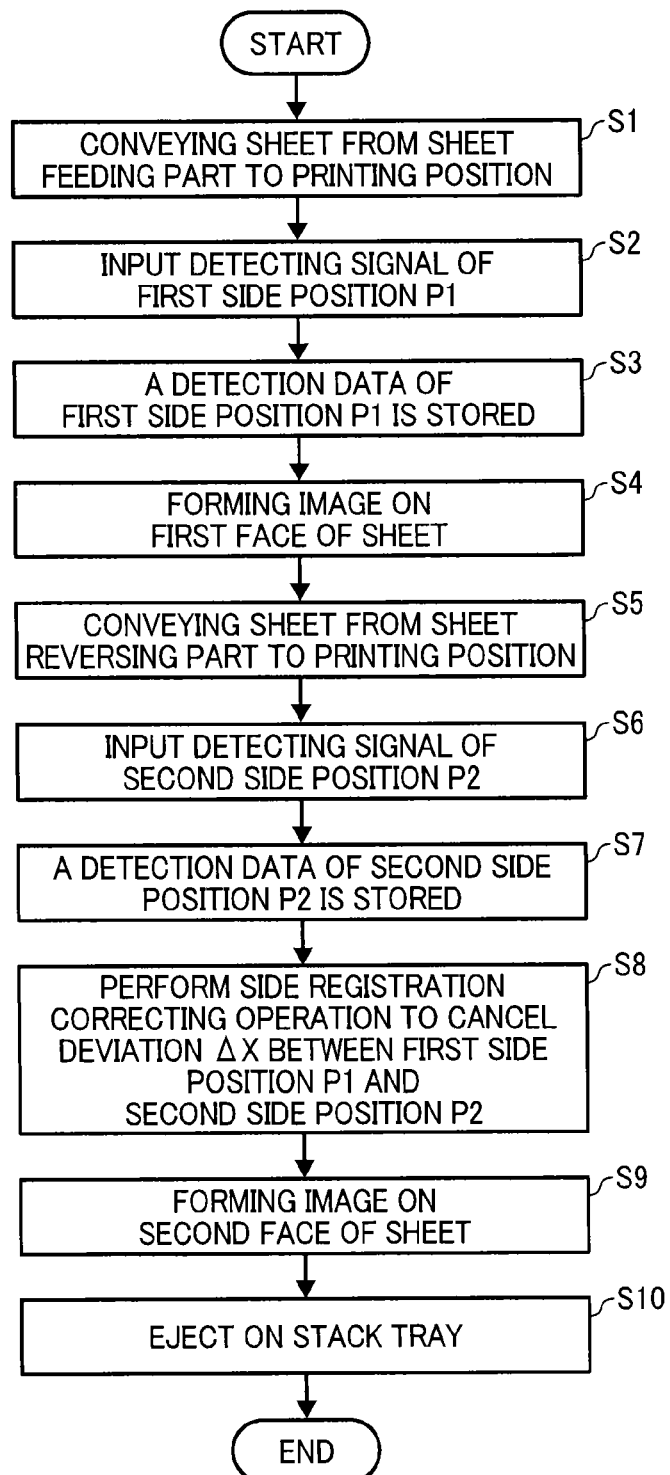 START
S1
CONVEYING SHEET FROM SHEET
FEEDING PART TO PRINTING POSITION
S2
INPUT DETECTING SIGNAL OF
FIRST SIDE POSITION P1
S3
A DETECTION DATA OF
FIRST SIDE POSITION P1 IS STORED
S4
FORMING IMAGE ON
FIRST FACE OF SHEET
S5
CONVEYING SHEET FROM SHEET
REVERSING PART TO PRINTING POSITION
S6
INPUT DETECTING SIGNAL OF
SECOND SIDE POSITION P2
S7
A DETECTION DATA OF SECOND SIDE
POSITION P2 IS STORED
S8
PERFORM SIDE REGISTRATION
CORRECTING OPERATION TO CANCEL
DEVIATION ΔX BETWEEN FIRST SIDE
POSITION P1 AND
SECOND SIDE POSITION P2
S9
FORMING IMAGE ON
SECOND FACE OF SHEET
S10
EJECT ON STACK TRAY
END